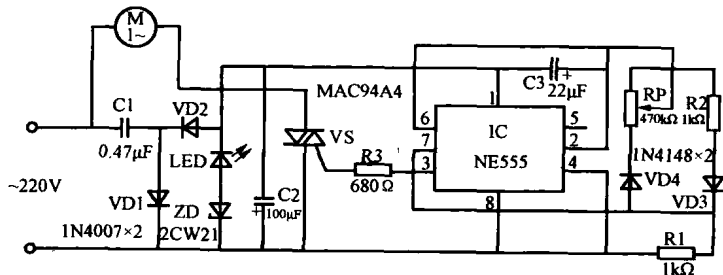 M
1~
MAC94A4
C3
+
22μF
1
6
IC
5
7
2
3
NE555
4
8
RP
470kΩ
R2
1kΩ
1N4148×2
VD4
VD3
C1
0.47μF
VD2
LED
VS
R3
680Ω
~220V
VD1
ZD
2CW21
C2
+
100μF
1N4007×2
R1
1kΩ